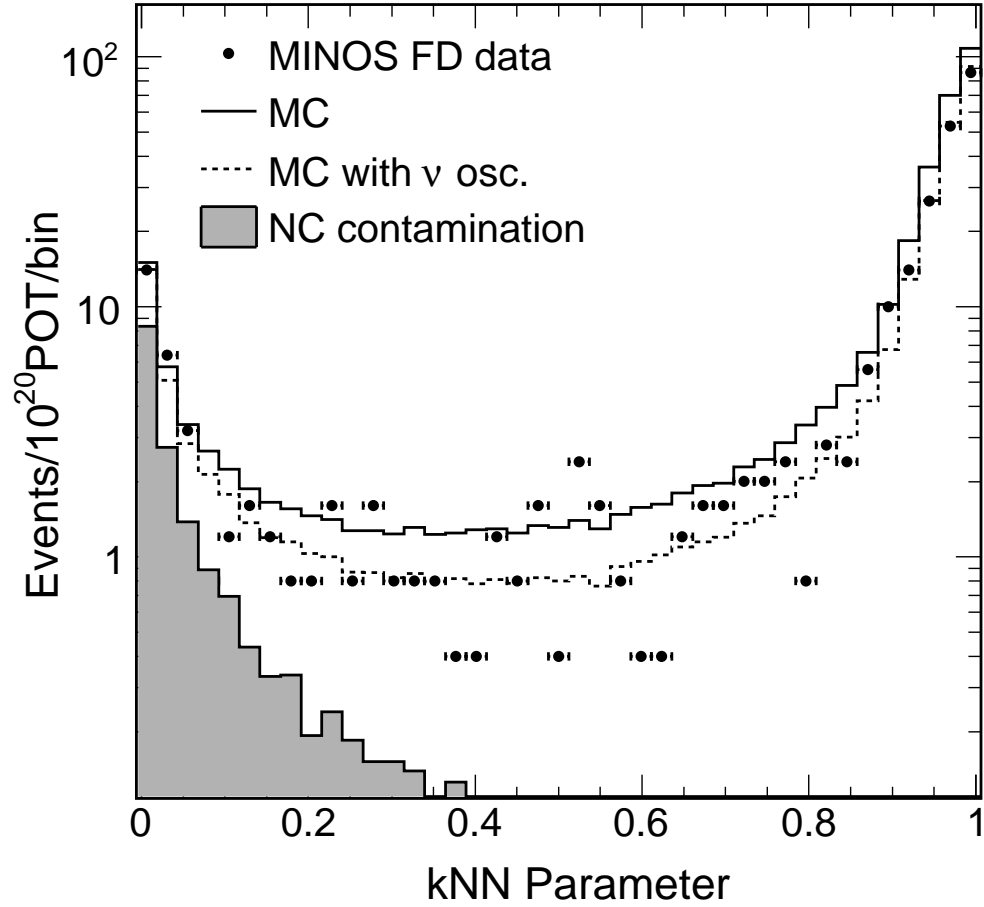 MINOS FD data
MC
MC with ν osc.
NC contamination
10²
10
1
Events/10²⁰POT/bin
0 0.2 0.4 0.6 0.8 1
kNN Parameter